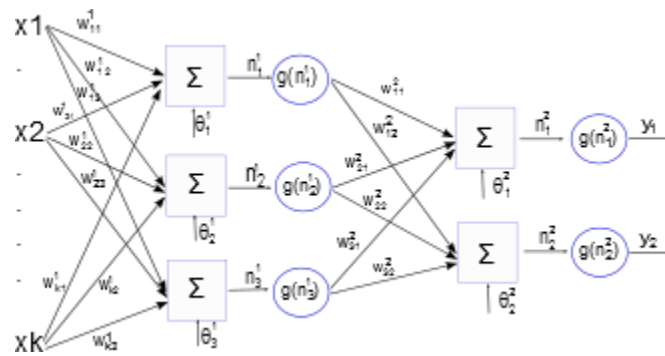 x1
w¹₁₁
w¹₁₂
w¹₁₃
Σ
n¹₁
g(n¹₁)
θ¹₁
x2
w¹₂₁
w¹₂₂
w¹₂₃
Σ
n¹₂
g(n¹₂)
θ¹₂
xk
w¹ₖ₁
w¹ₖ₂
w¹ₖ₃
Σ
n¹₃
g(n¹₃)
θ¹₃
w²₁₁
w²₁₂
w²₂₁
w²₂₂
w²₃₁
w²₃₂
Σ
n²₁
g(n²₁)
y₁
θ²₁
Σ
n²₂
g(n²₂)
y₂
θ²₂